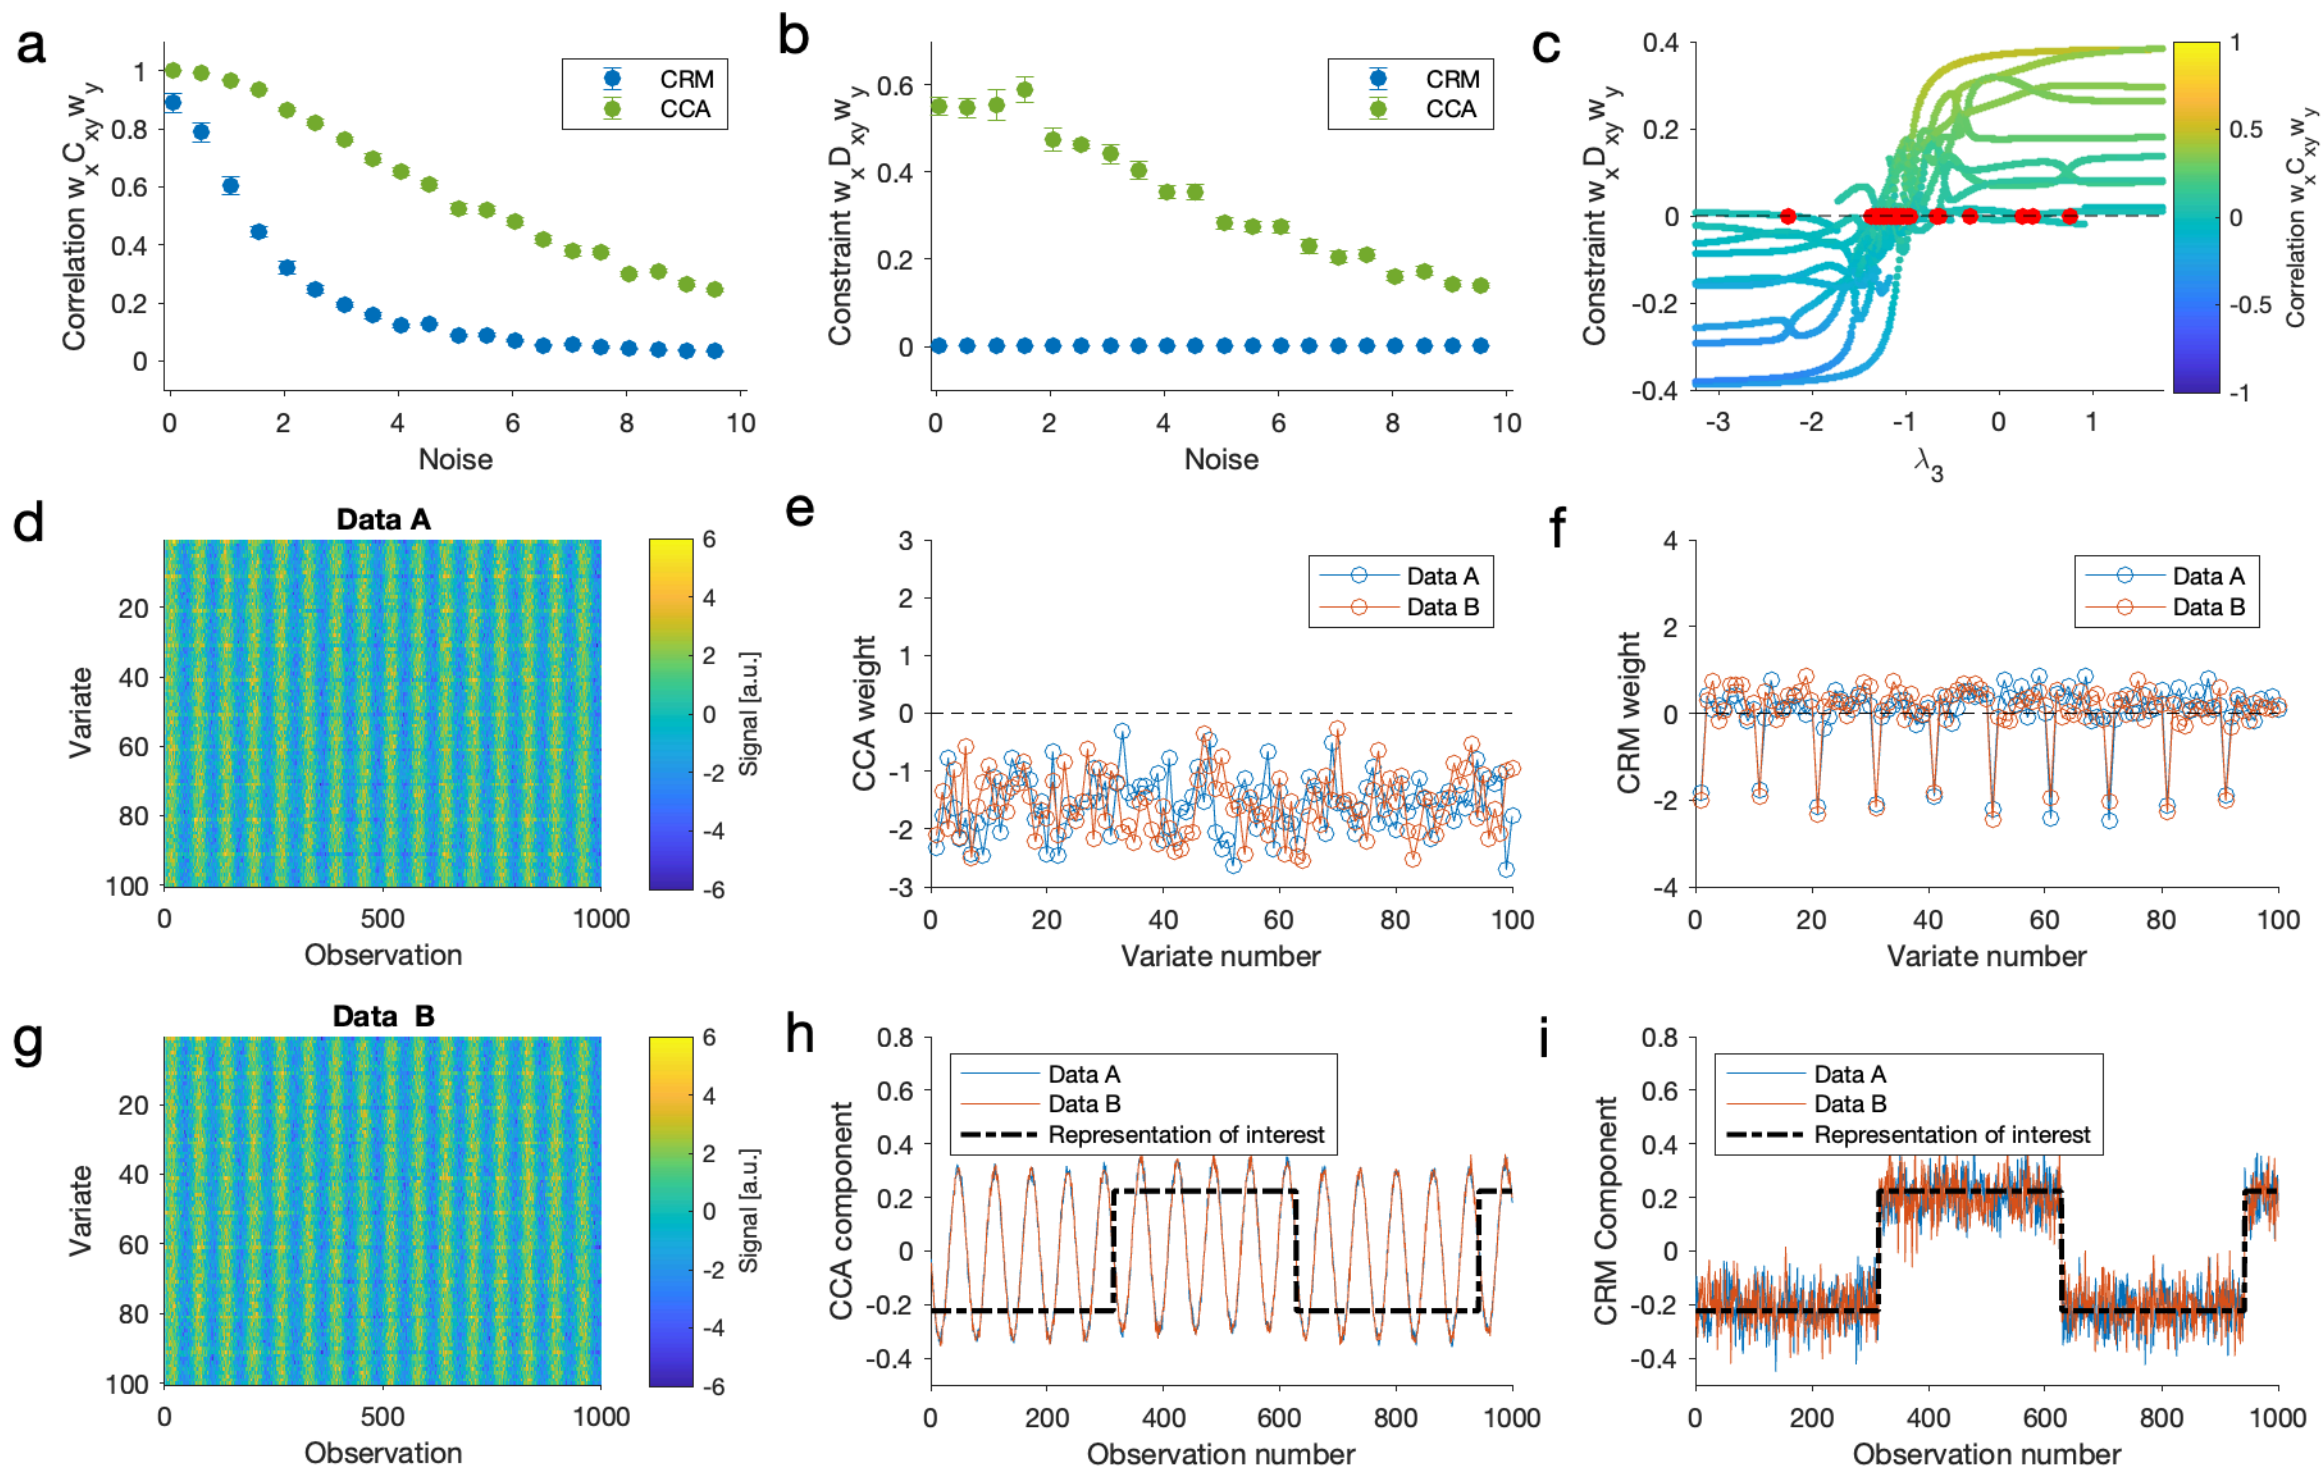 a
Correlation w_x C_xy w_y
1
0.8
0.6
0.4
0.2
0
0 2 4 6 8 10
Noise
CRM
CCA
b
Constraint w_x D_xy w_y
0.6
0.4
0.2
0
0 2 4 6 8 10
Noise
CRM
CCA
c
Constraint w_x D_xy w_y
0.4
0.2
0
-0.2
-0.4
-3 -2 -1 0 1
λ_3
1
0.5
0
-0.5
-1
Correlation w_x C_xy w_y
d
Data A
Variate
20
40
60
80
100
0 500 1000
Observation
6
4
2
0
-2
-4
-6
Signal [a.u.]
e
CCA weight
3
2
1
0
-1
-2
-3
0 20 40 60 80 100
Variate number
Data A
Data B
f
CRM weight
4
2
0
-2
-4
0 20 40 60 80 100
Variate number
Data A
Data B
g
Data B
Variate
20
40
60
80
100
0 500 1000
Observation
6
4
2
0
-2
-4
-6
Signal [a.u.]
h
CCA component
0.8
0.6
0.4
0.2
0
-0.2
-0.4
0 200 400 600 800 1000
Observation number
Data A
Data B
Representation of interest
i
CRM Component
0.8
0.6
0.4
0.2
0
-0.2
-0.4
0 200 400 600 800 1000
Observation number
Data A
Data B
Representation of interest